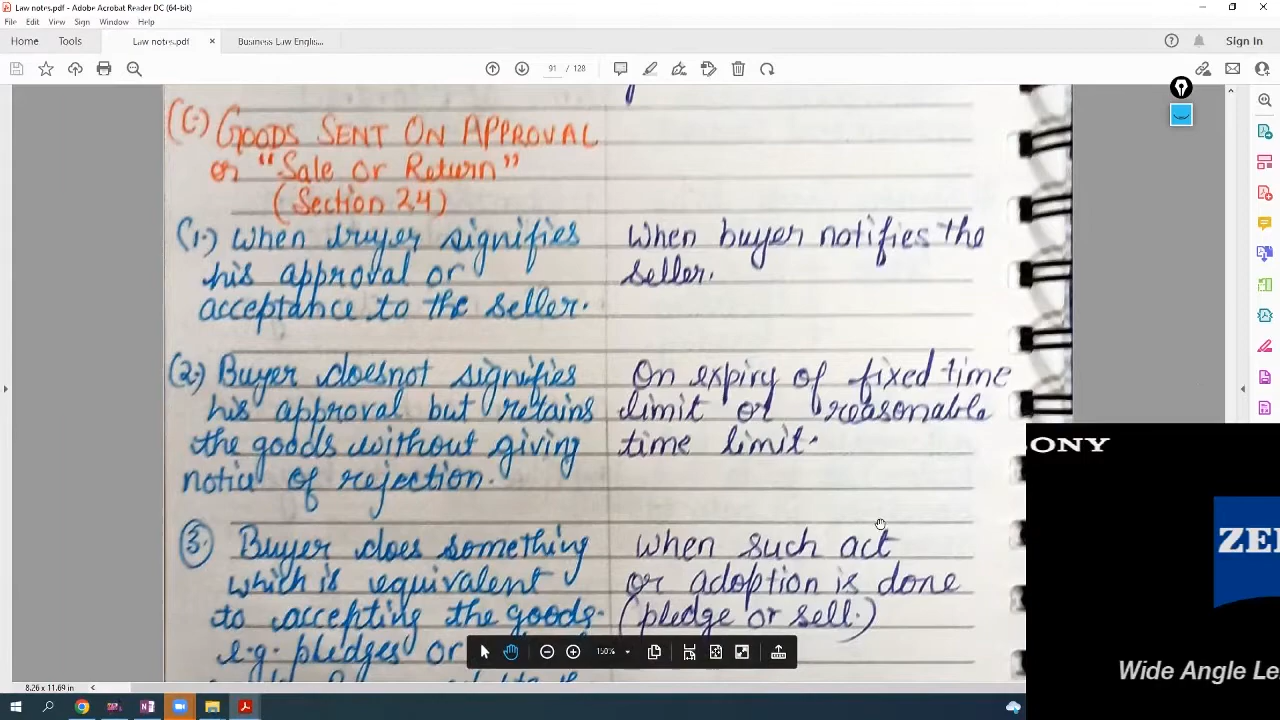 Law notes.pdf - Adobe Acrobat Reader DC (64-bit)
File Edit View Sign Window Help
Home Tools Law notes.pdf × Business Law Englis...
Sign In
91 / 128
(C.) GOODS SENT ON APPROVAL
or "Sale Or Return"
(Section 24)
(1.) When buyer signifies
his approval or
acceptance to the seller.
When buyer notifies the
seller.
(2.) Buyer doesnot signifies
his approval but retains
the goods without giving
notice of rejection.
On expiry of fixed time
limit or reasonable
time limit.
3. Buyer does something
which is equivalent
to accepting the goods.
e.g. pledges or
When such act
or adoption is done
(pledge or sell.)
150%
8.26 x 11.69 in
ONY
ZEI
Wide Angle Le